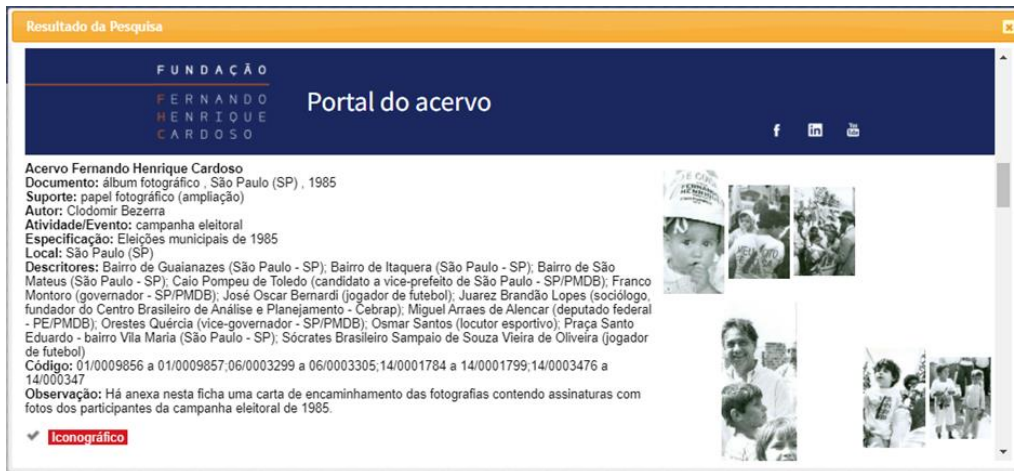 Resultado da Pesquisa
FUNDAÇÃO
FERNANDO
HENRIQUE
CARDOSO
Portal do acervo
Acervo Fernando Henrique Cardoso
Documento: álbum fotográfico , São Paulo (SP) , 1985
Suporte: papel fotográfico (ampliação)
Autor: Clodomir Bezerra
Atividade/Evento: campanha eleitoral
Especificação: Eleições municipais de 1985
Local: São Paulo (SP)
Descritores: Bairro de Guaianazes (São Paulo - SP); Bairro de Itaquera (São Paulo - SP); Bairro de São
Mateus (São Paulo - SP); Caio Pompeu de Toledo (candidato a vice-prefeito de São Paulo - SP/PMDB); Franco
Montoro (governador - SP/PMDB); José Oscar Bernardi (jogador de futebol); Juarez Brandão Lopes (sociólogo,
fundador do Centro Brasileiro de Análise e Planejamento - Cebrap); Miguel Arraes de Alencar (deputado federal
- PE/PMDB); Orestes Quércia (vice-governador - SP/PMDB); Osmar Santos (locutor esportivo); Praça Santo
Eduardo - bairro Vila Maria (São Paulo - SP); Sócrates Brasileiro Sampaio de Souza Vieira de Oliveira (jogador
de futebol)
Código: 01/0009856 a 01/0009857;06/0003299 a 06/0003305;14/0001784 a 14/0001799;14/0003476 a
14/000347
Observação: Há anexa nesta ficha uma carta de encaminhamento das fotografias contendo assinaturas com
fotos dos participantes da campanha eleitoral de 1985.
Iconográfico